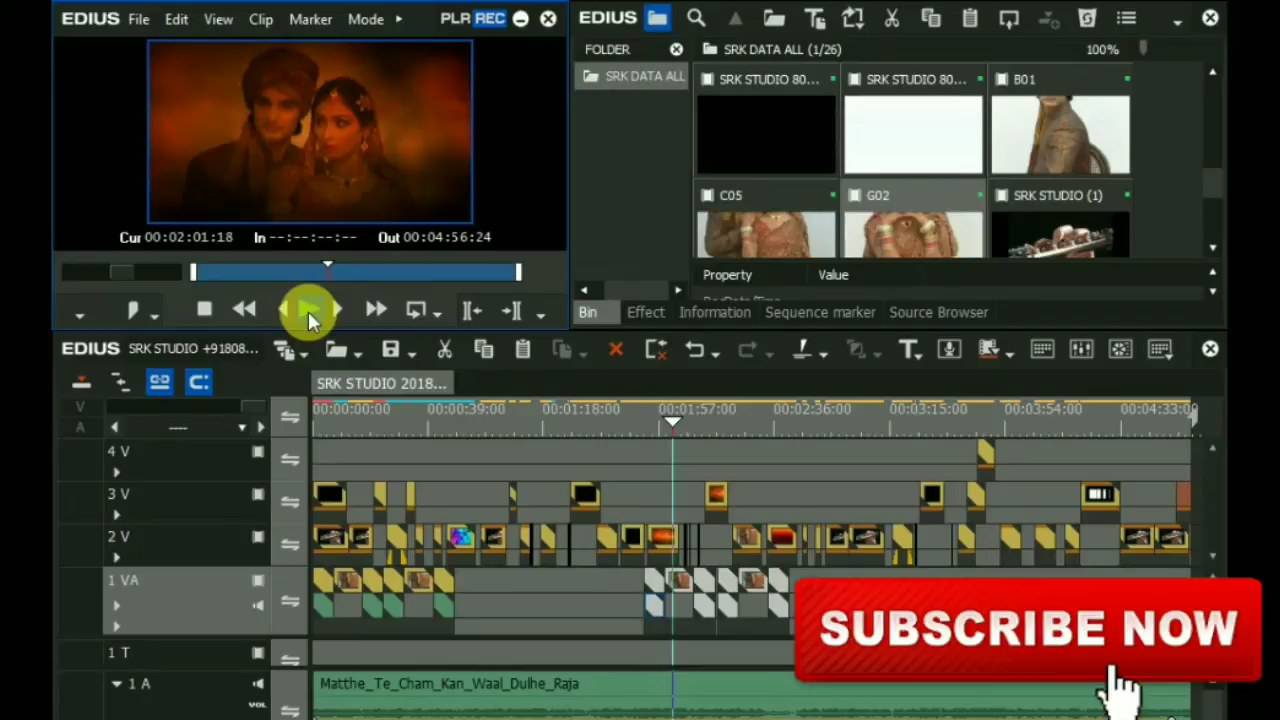 EDIUS File Edit View Clip Marker Mode PLR REC
Cur 00:02:01:18 In --:--:--:-- Out 00:04:56:24
EDIUS
FOLDER SRK DATA ALL (1/26) 100%
SRK DATA ALL
SRK STUDIO 80... SRK STUDIO 80... B01
C05 G02 SRK STUDIO (1)
Property Value
Bin Effect Information Sequence marker Source Browser
EDIUS SRK STUDIO +91808...
SRK STUDIO 2018...
V
A
00:00:00:00 00:00:39:00 00:01:18:00 00:01:57:00 00:02:36:00 00:03:15:00 00:03:54:00 00:04:33:00
4 V
3 V
2 V
1 VA
1 T
1 A
VOL
Matthe_Te_Cham_Kan_Waal_Dulhe_Raja
SUBSCRIBE NOW